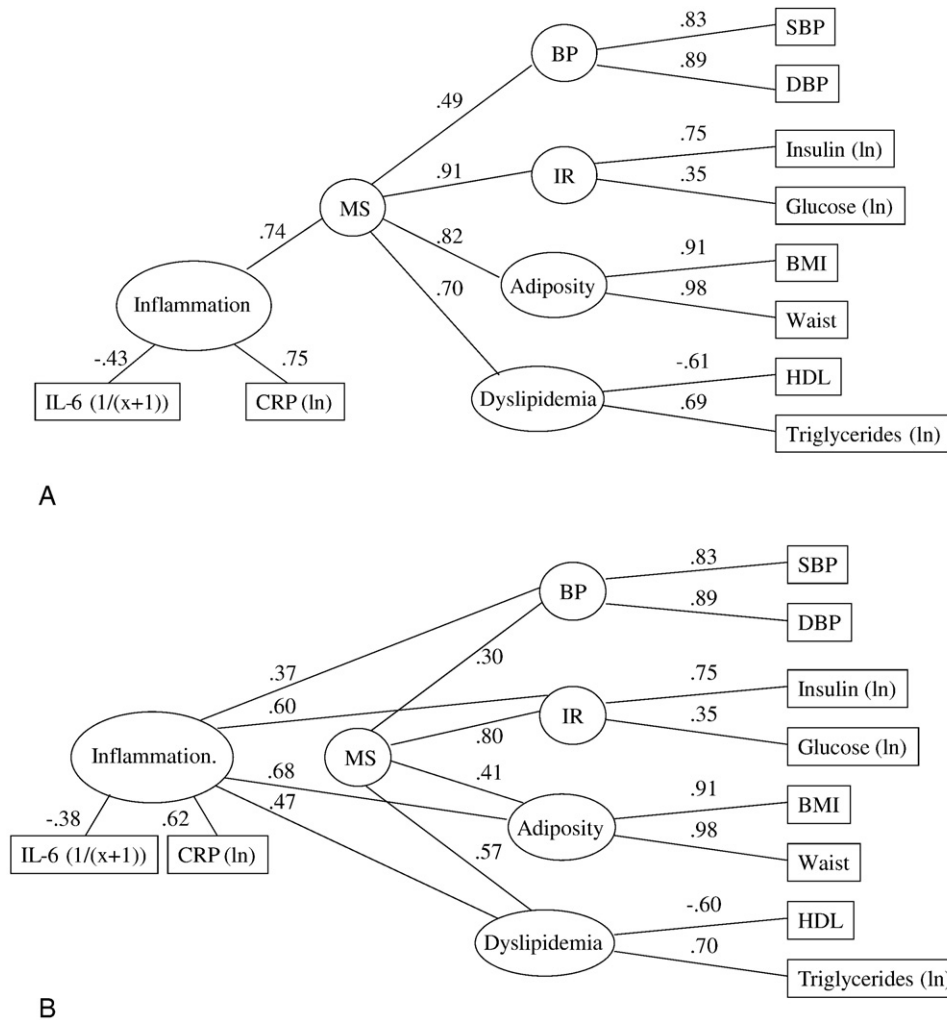 .83
SBP
BP
.89
DBP
.49
.75
Insulin (ln)
.91
IR
.35
Glucose (ln)
MS
.74
.82
.91
BMI
Adiposity
.98
Waist
.70
Inflammation
-.43
.75
-.61
HDL
IL-6 (1/(x+1))
CRP (ln)
Dyslipidemia
.69
Triglycerides (ln)
A
.83
SBP
BP
.89
DBP
.30
.37
.75
Insulin (ln)
.60
IR
.35
Glucose (ln)
.80
Inflammation.
MS
.68
.41
.91
BMI
.47
-.38
.62
Adiposity
.98
Waist
IL-6 (1/(x+1))
CRP (ln)
.57
-.60
HDL
Dyslipidemia
.70
Triglycerides (ln)
B